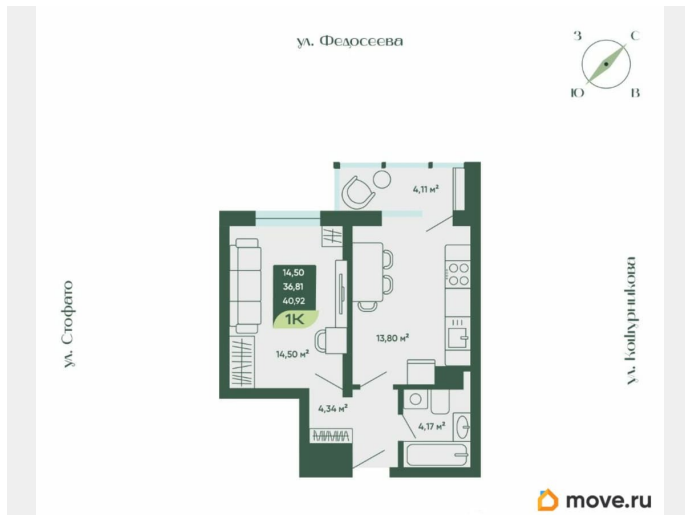 ул. Федосеева
З
С
Ю
В
4,11 м²
14,50
36,81
40,92
1К
14,50 м²
13,80 м²
4,34 м²
4,17 м²
ул. Стофато
ул. Кошурникова
move.ru